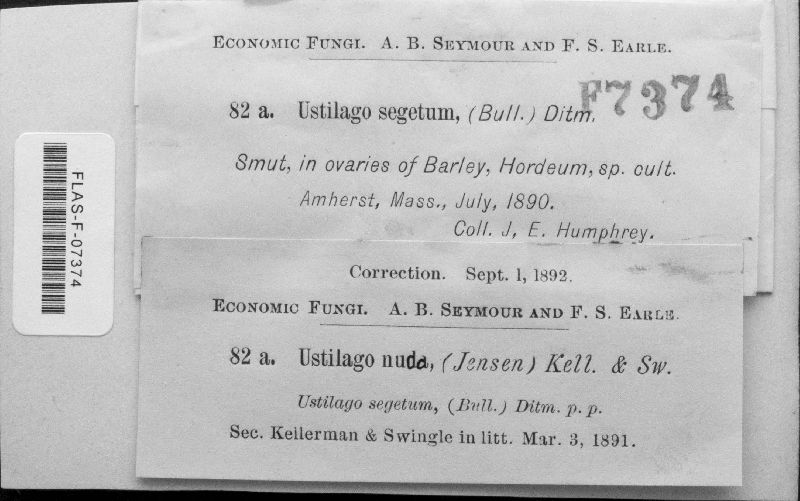 ECONOMIC FUNGI. A. B. SEYMOUR AND F. S. EARLE.
F7374
82 a. Ustilago segetum, (Bull.) Ditm.
Smut, in ovaries of Barley, Hordeum, sp. cult.
Amherst, Mass., July, 1890.
Coll. J, E. Humphrey.
FLAS-F-07374
Correction. Sept. 1, 1892.
ECONOMIC FUNGI. A. B. SEYMOUR AND F. S. EARLE.
82 a. Ustilago nuda, (Jensen) Kell. & Sw.
Ustilago segetum, (Bull.) Ditm. p. p.
Sec. Kellerman & Swingle in litt. Mar. 3, 1891.